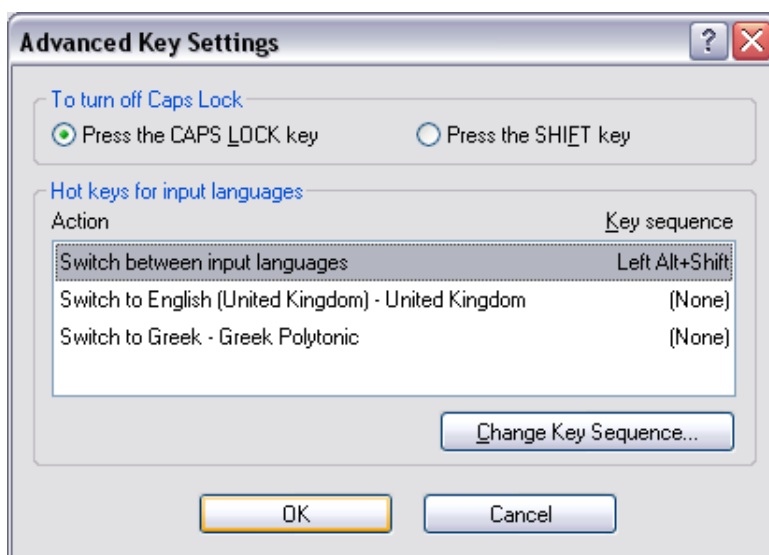 Advanced Key Settings
To turn off Caps Lock
Press the CAPS LOCK key Press the SHIFT key
Hot keys for input languages
Action Key sequence
Switch between input languages Left Alt+Shift
Switch to English (United Kingdom) - United Kingdom (None)
Switch to Greek - Greek Polytonic (None)
Change Key Sequence...
OK Cancel